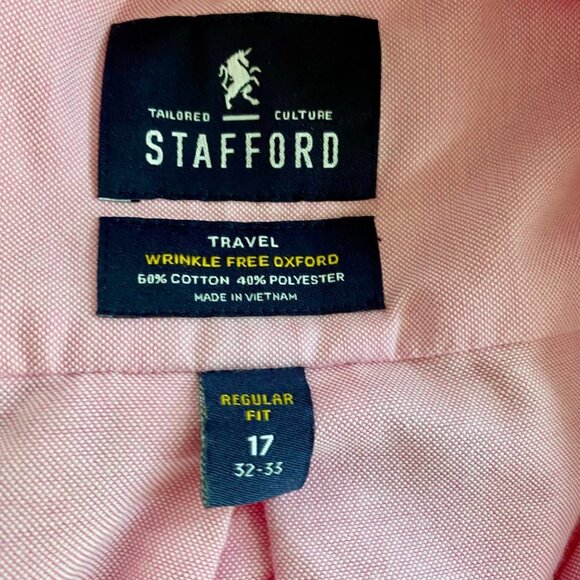 TAILORED CULTURE
STAFFORD
TRAVEL
WRINKLE FREE OXFORD
60% COTTON 40% POLYESTER
MADE IN VIETNAM
REGULAR
FIT
17
32-33